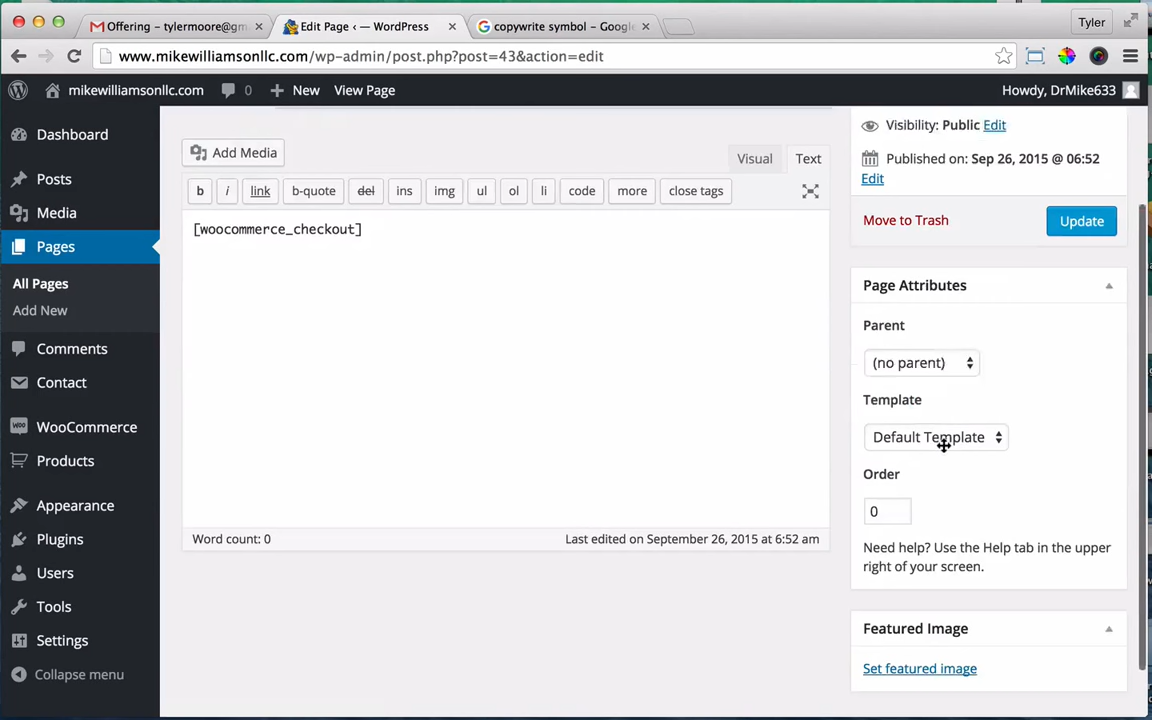 Offering – tylermoore@gm
Edit Page ‹ — WordPress
copywrite symbol – Google
Tyler
www.mikewilliamsonllc.com/wp-admin/post.php?post=43&action=edit
mikewilliamsonllc.com
0
New
View Page
Howdy, DrMike633
Dashboard
Posts
Media
Pages
All Pages
Add New
Comments
Contact
WooCommerce
Products
Appearance
Plugins
Users
Tools
Settings
Collapse menu
Add Media
Visual
Text
b
i
link
b-quote
del
ins
img
ul
ol
li
code
more
close tags
[woocommerce_checkout]
Word count: 0
Last edited on September 26, 2015 at 6:52 am
Visibility: Public Edit
Published on: Sep 26, 2015 @ 06:52
Edit
Move to Trash
Update
Page Attributes
Parent
(no parent)
Template
Default Template
Order
0
Need help? Use the Help tab in the upper
right of your screen.
Featured Image
Set featured image